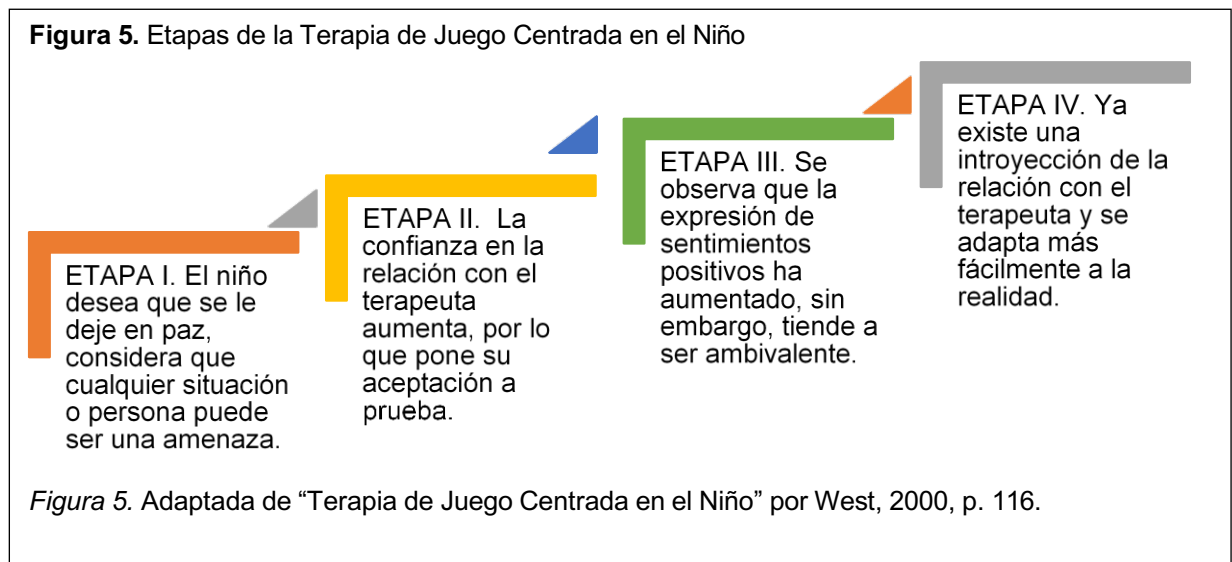 Figura 5. Etapas de la Terapia de Juego Centrada en el Niño
ETAPA I. El niño
desea que se le
deje en paz,
considera que
cualquier situación
o persona puede
ser una amenaza.
ETAPA II.  La
confianza en la
relación con el
terapeuta
aumenta, por lo
que pone su
aceptación a
prueba.
ETAPA III. Se
observa que la
expresión de
sentimientos
positivos ha
aumentado, sin
embargo, tiende a
ser ambivalente.
ETAPA IV. Ya
existe una
introyección de la
relación con el
terapeuta y se
adapta más
fácilmente a la
realidad.
Figura 5. Adaptada de “Terapia de Juego Centrada en el Niño” por West, 2000, p. 116.